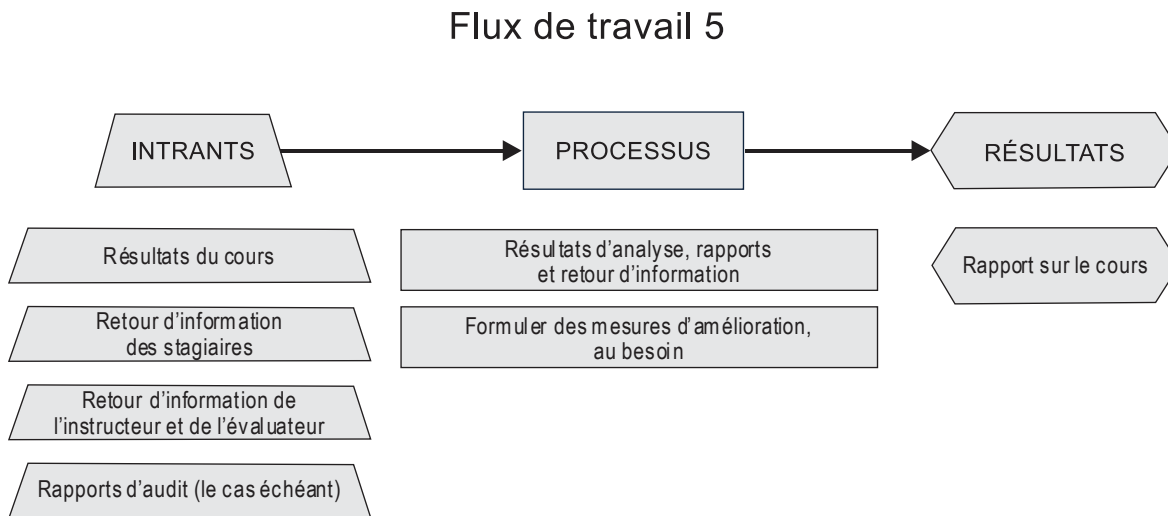 Flux de travail 5
INTRANTS
PROCESSUS
RÉSULTATS
Résultats du cours
Retour d’information
des stagiaires
Retour d’information de
l’instructeur et de l’évaluateur
Rapports d’audit (le cas échéant)
Résultats d’analyse, rapports
et retour d’information
Formuler des mesures d’amélioration,
au besoin
Rapport sur le cours